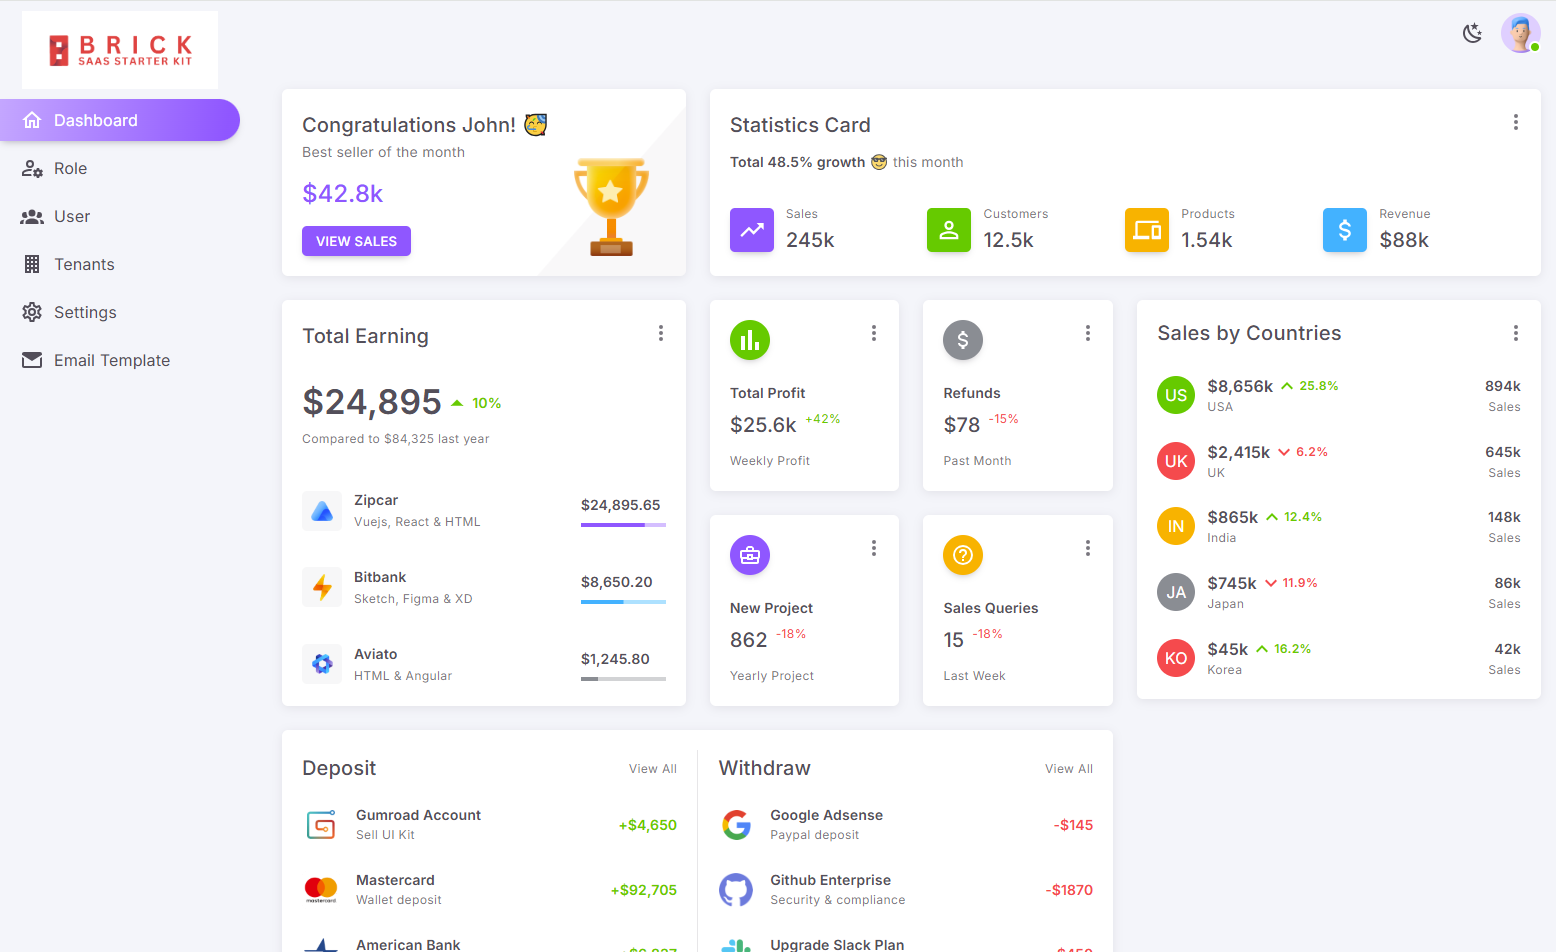 BRICK
SAAS STARTER KIT
Dashboard
Role
User
Tenants
Settings
Email Template
Congratulations John! 🥳
Best seller of the month
$42.8k
VIEW SALES
Statistics Card
Total 48.5% growth 😎 this month
Sales
245k
Customers
12.5k
Products
1.54k
Revenue
$88k
Total Earning
$24,895 10%
Compared to $84,325 last year
Zipcar
Vuejs, React & HTML
$24,895.65
Bitbank
Sketch, Figma & XD
$8,650.20
Aviato
HTML & Angular
$1,245.80
Total Profit
$25.6k +42%
Weekly Profit
Refunds
$78 -15%
Past Month
New Project
862 -18%
Yearly Project
Sales Queries
15 -18%
Last Week
Sales by Countries
US
$8,656k 25.8%
USA
894k
Sales
UK
$2,415k 6.2%
UK
645k
Sales
IN
$865k 12.4%
India
148k
Sales
JA
$745k 11.9%
Japan
86k
Sales
KO
$45k 16.2%
Korea
42k
Sales
Deposit
View All
Gumroad Account
Sell UI Kit
+$4,650
Mastercard
mastercard
Wallet deposit
+$92,705
American Bank
Withdraw
View All
Google Adsense
Paypal deposit
-$145
Github Enterprise
Security & compliance
-$1870
Upgrade Slack Plan